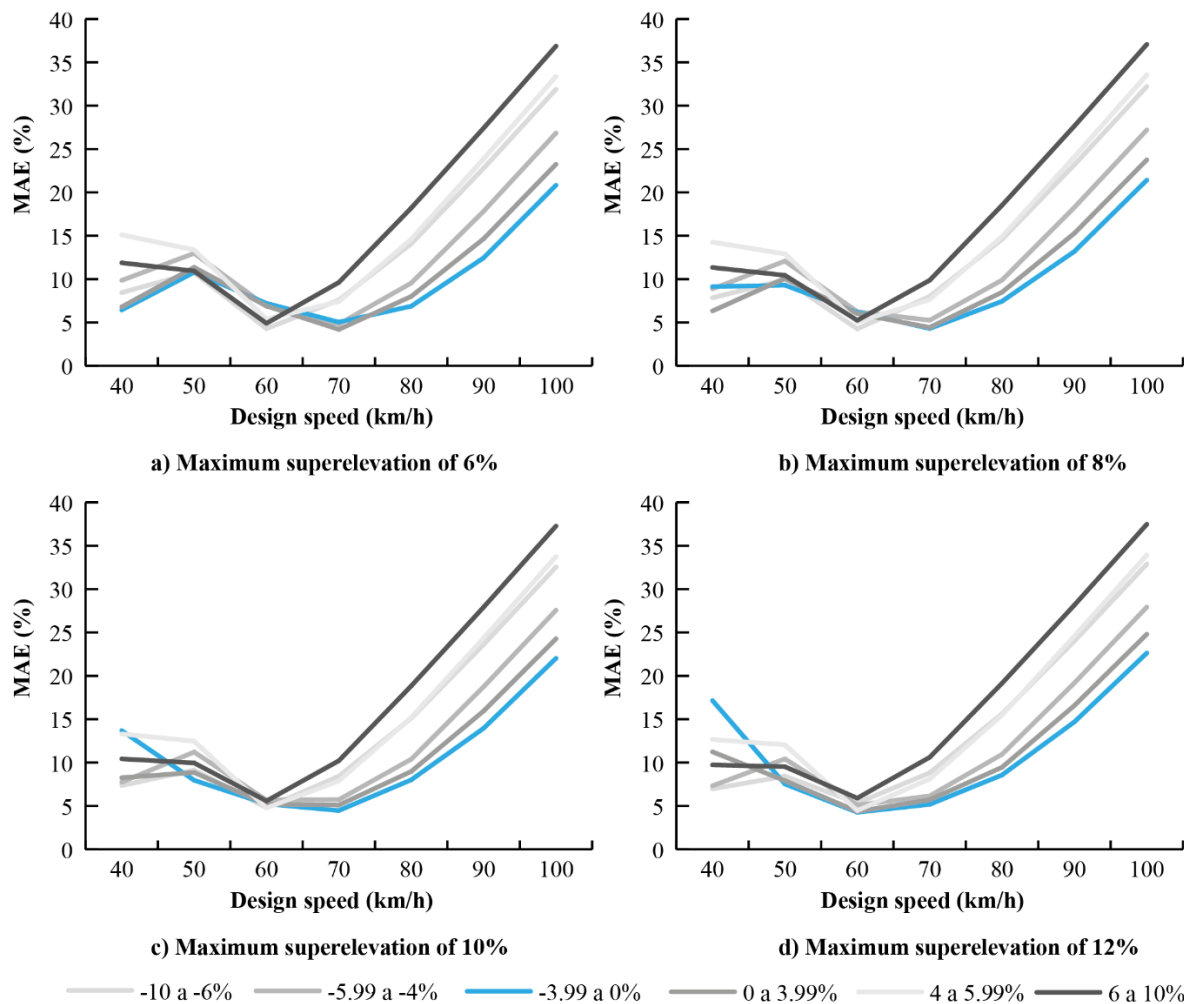 40
35
30
25
20
15
10
5
0
MAE (%)
40 50 60 70 80 90 100
Design speed (km/h)
a) Maximum superelevation of 6%
40
35
30
25
20
15
10
5
0
MAE (%)
40 50 60 70 80 90 100
Design speed (km/h)
b) Maximum superelevation of 8%
40
35
30
25
20
15
10
5
0
MAE (%)
40 50 60 70 80 90 100
Design speed (km/h)
c) Maximum superelevation of 10%
40
35
30
25
20
15
10
5
0
MAE (%)
40 50 60 70 80 90 100
Design speed (km/h)
d) Maximum superelevation of 12%
-10 a -6% -5.99 a -4% -3.99 a 0% 0 a 3.99% 4 a 5.99% 6 a 10%